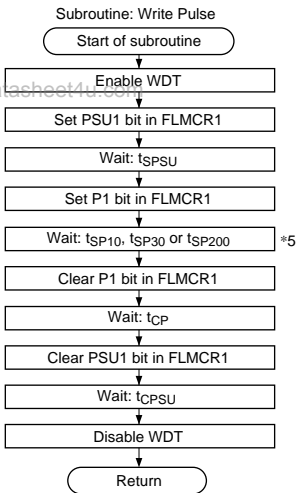 Subroutine: Write Pulse
Start of subroutine
Enable WDT
atasheet4u.com
Set PSU1 bit in FLMCR1
Wait: tSPSU
Set P1 bit in FLMCR1
Wait: tSP10, tSP30 or tSP200 *5
Clear P1 bit in FLMCR1
Wait: tCP
Clear PSU1 bit in FLMCR1
Wait: tCPSU
Disable WDT
Return